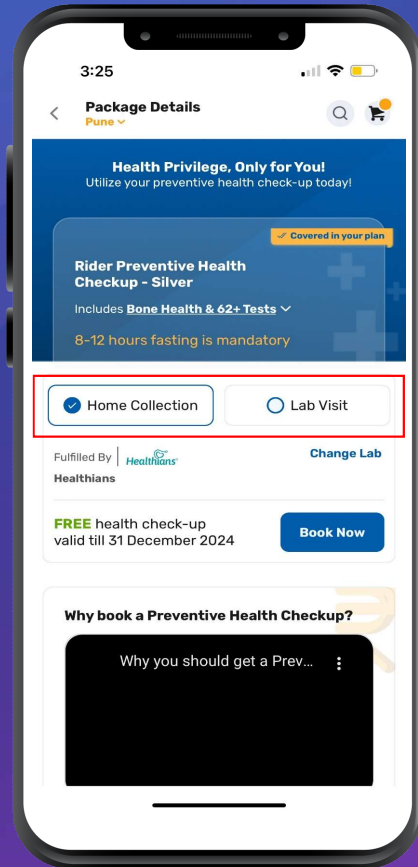 3:25
Package Details
Pune
Health Privilege, Only for You!
Utilize your preventive health check-up today!
Covered in your plan
Rider Preventive Health
Checkup - Silver
Includes Bone Health & 62+ Tests
8-12 hours fasting is mandatory
Home Collection
Lab Visit
Fulfilled By
Healthians
Change Lab
Healthians
FREE health check-up
valid till 31 December 2024
Book Now
Why book a Preventive Health Checkup?
Why you should get a Prev...